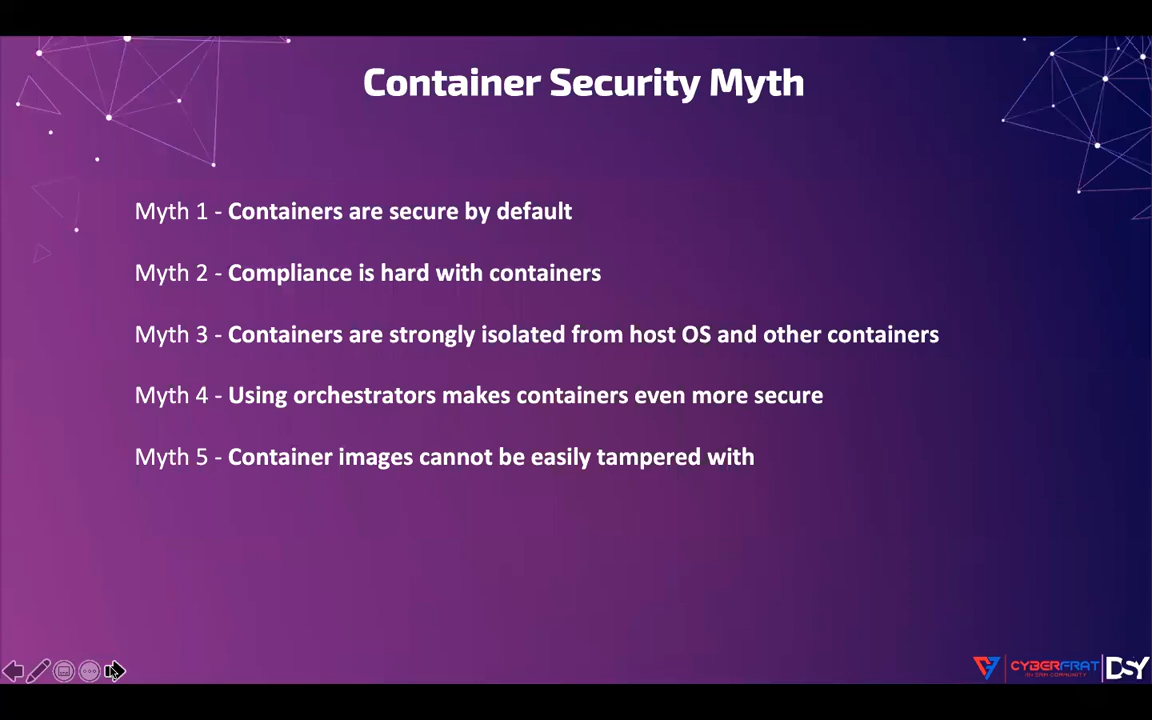 Container Security Myth
Myth 1 - Containers are secure by default
Myth 2 - Compliance is hard with containers
Myth 3 - Containers are strongly isolated from host OS and other containers
Myth 4 - Using orchestrators makes containers even more secure
Myth 5 - Container images cannot be easily tampered with
CYBERFRAT
DSY